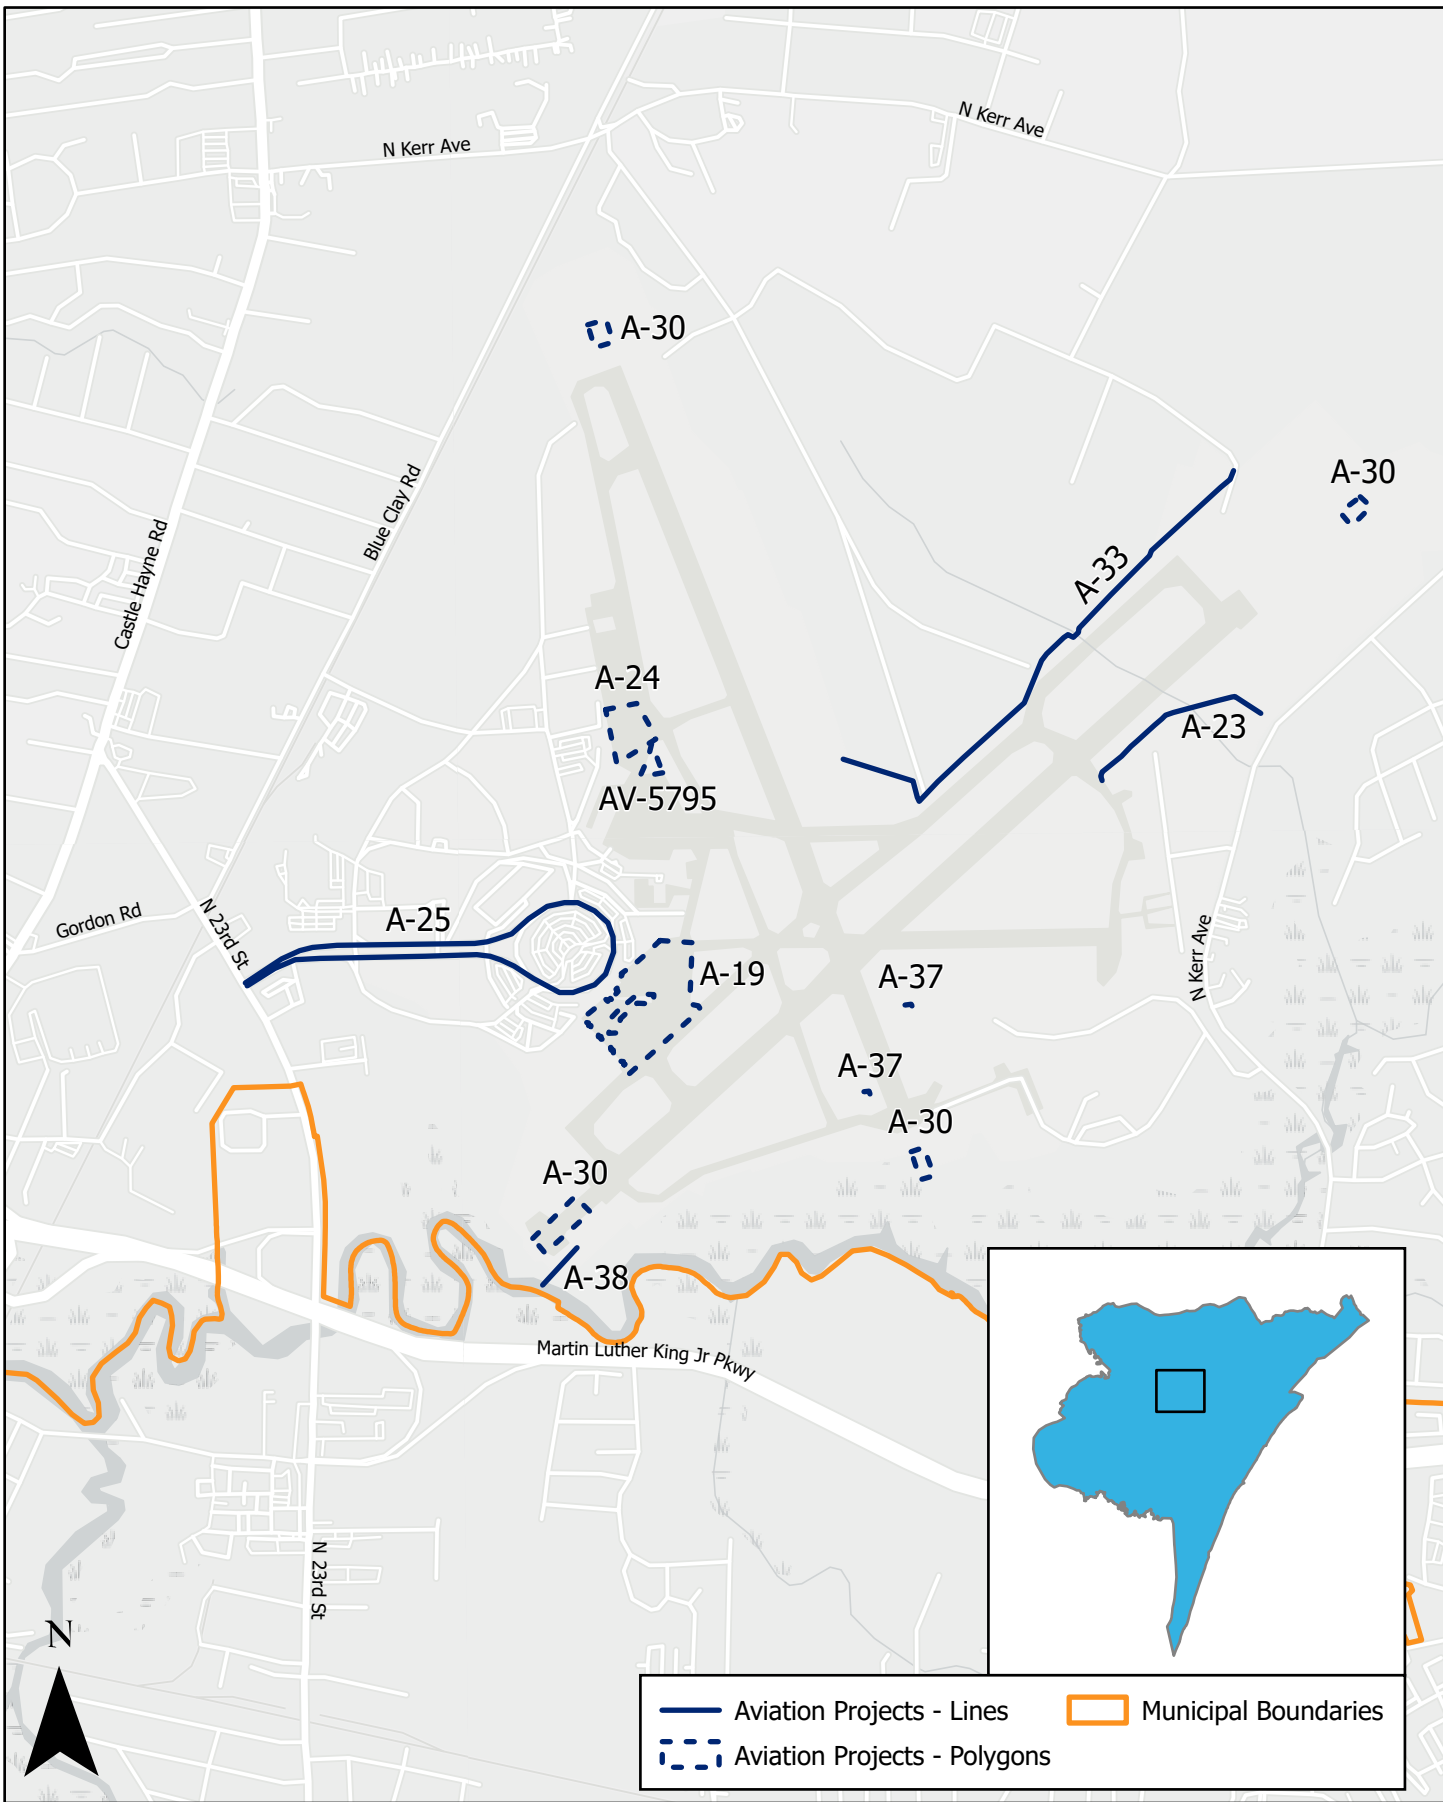 N Kerr Ave
N Kerr Ave
A-30
A-30
Blue Clay Rd
Castle Hayne Rd
A-33
A-24
A-23
AV-5795
Gordon Rd
N 23rd St
A-25
A-19
A-37
N Kerr Ave
A-37
A-30
A-30
A-38
Martin Luther King Jr Pkwy
N 23rd St
N
Aviation Projects - Lines
Municipal Boundaries
Aviation Projects - Polygons